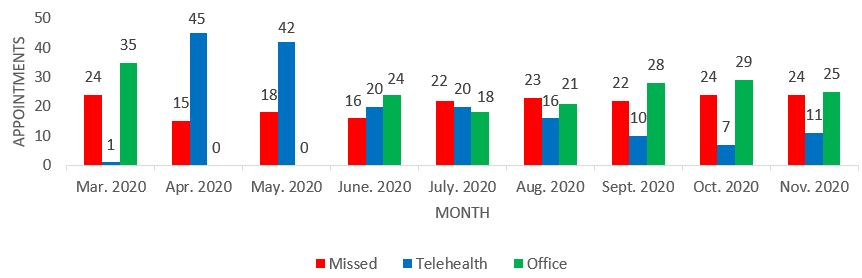 APPOINTMENTS
50
40
30
20
10
0
24 1 35
15 45 0
18 42 0
16 20 24
22 20 18
23 16 21
22 10 28
24 7 29
24 11 25
Mar. 2020 Apr. 2020 May. 2020 June. 2020 July. 2020 Aug. 2020 Sept. 2020 Oct. 2020 Nov. 2020
MONTH
Missed Telehealth Office